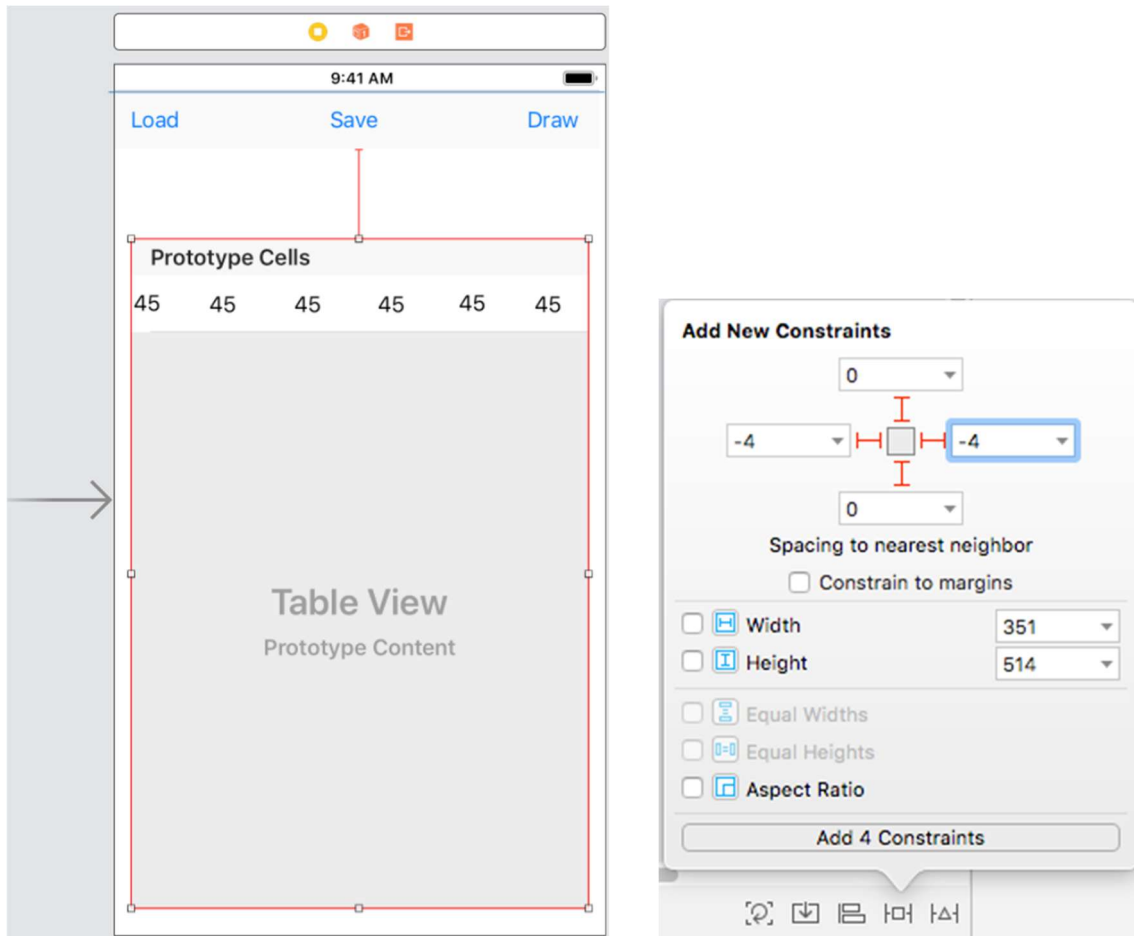 9:41 AM
Load Save Draw
Prototype Cells
45 45 45 45 45 45
Table View
Prototype Content
Add New Constraints
0
-4 -4
0
Spacing to nearest neighbor
Constrain to margins
Width 351
Height 514
Equal Widths
Equal Heights
Aspect Ratio
Add 4 Constraints